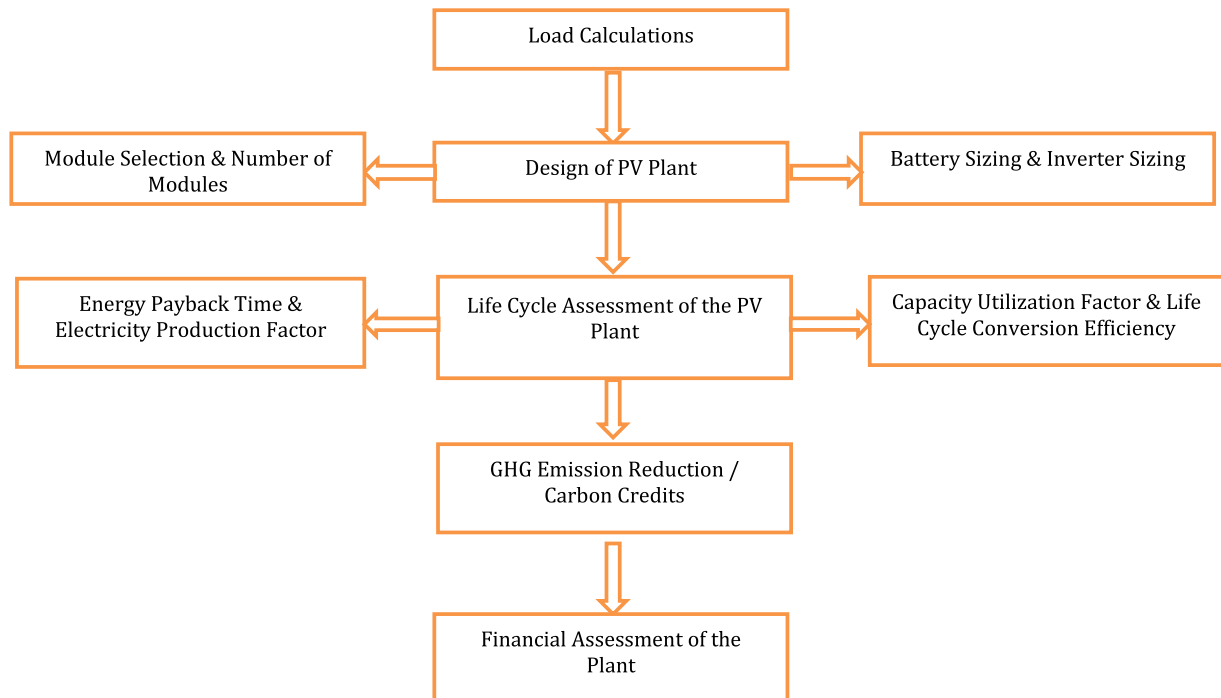 Load Calculations
Module Selection & Number of
Modules
Design of PV Plant
Battery Sizing & Inverter Sizing
Energy Payback Time &
Electricity Production Factor
Life Cycle Assessment of the PV
Plant
Capacity Utilization Factor & Life
Cycle Conversion Efficiency
GHG Emission Reduction /
Carbon Credits
Financial Assessment of the
Plant